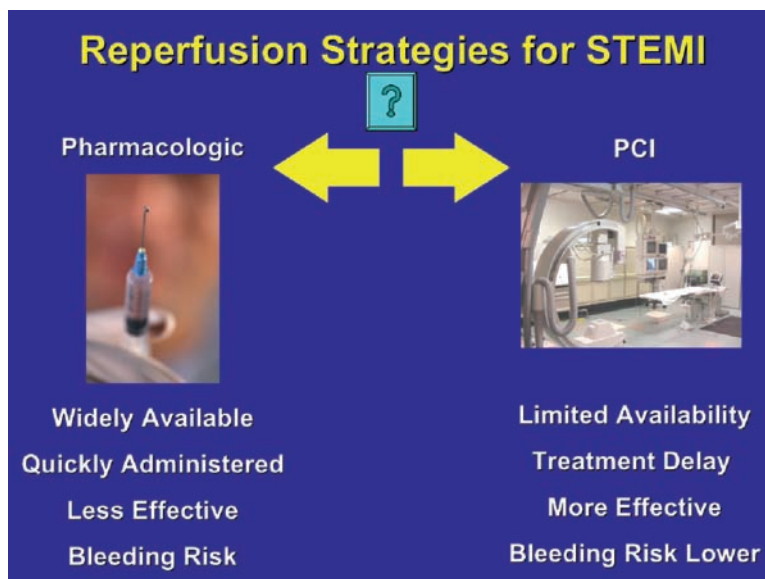 Reperfusion Strategies for STEMI
?
Pharmacologic
Widely Available
Quickly Administered
Less Effective
Bleeding Risk
PCI
Limited Availability
Treatment Delay
More Effective
Bleeding Risk Lower